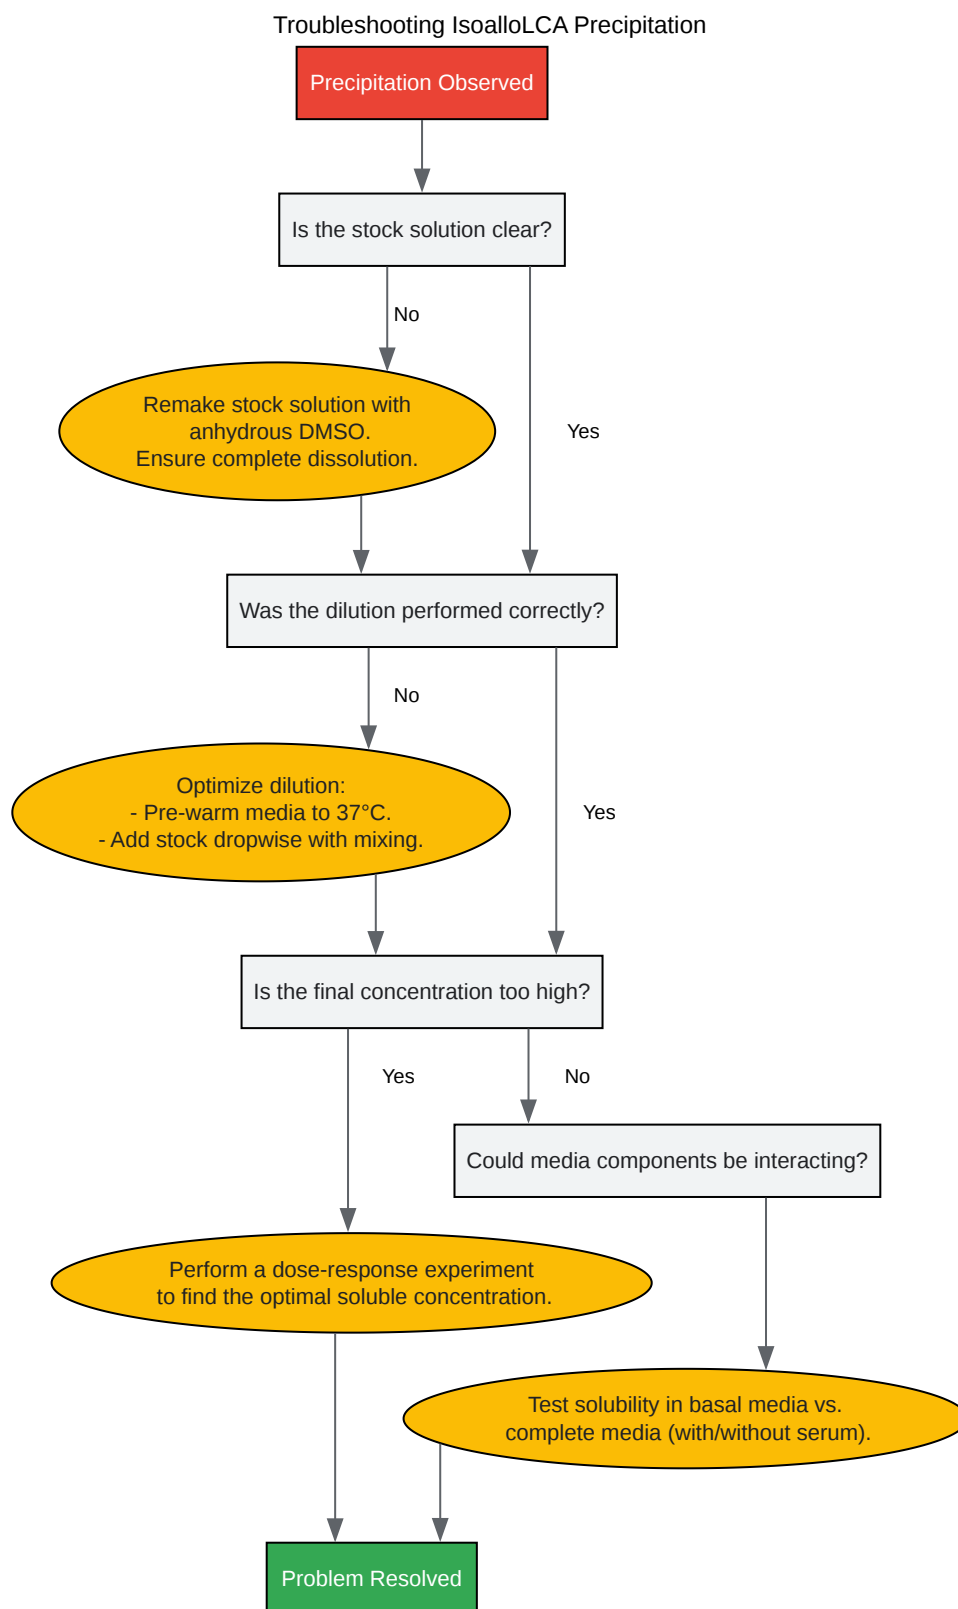 Troubleshooting IsoalloLCA Precipitation
Precipitation Observed
Is the stock solution clear?
No
Remake stock solution with
anhydrous DMSO.
Ensure complete dissolution.
Yes
Was the dilution performed correctly?
No
Optimize dilution:
- Pre-warm media to 37°C.
- Add stock dropwise with mixing.
Yes
Is the final concentration too high?
Yes
No
Could media components be interacting?
Perform a dose-response experiment
to find the optimal soluble concentration.
Test solubility in basal media vs.
complete media (with/without serum).
Problem Resolved